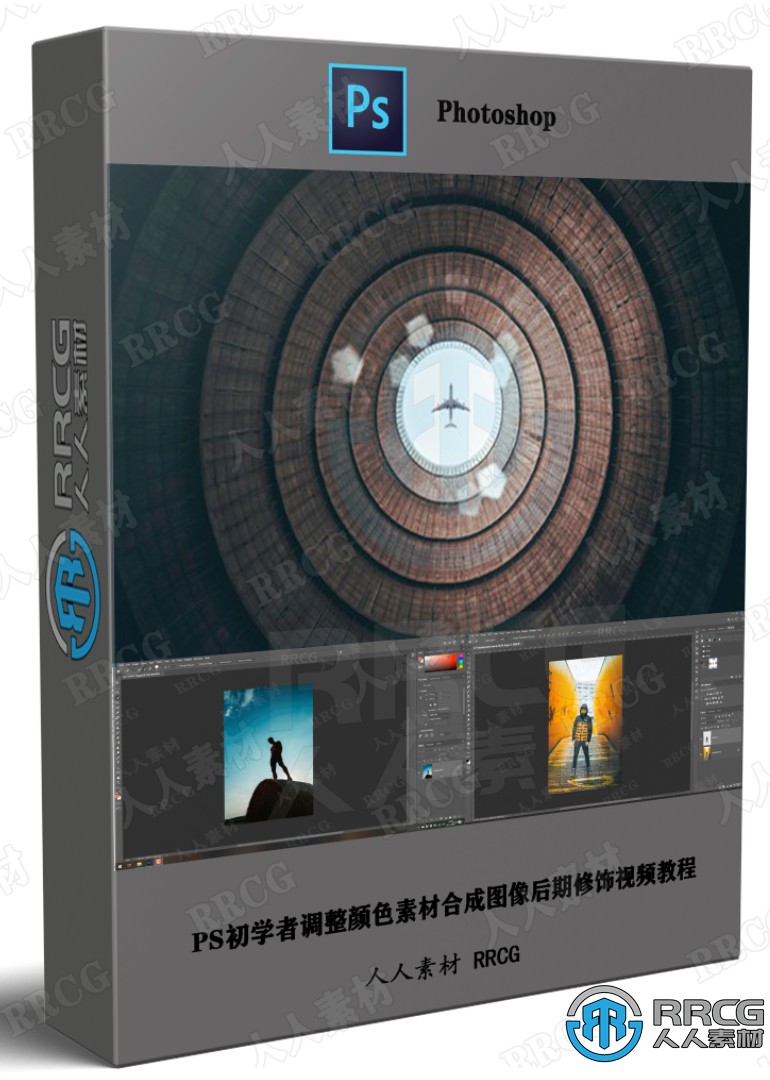 Ps
Photoshop
RRCG
人人素材
PS初学者调整颜色素材合成图像后期修饰视频教程
人人素材 RRCG
RRCG
人人素材